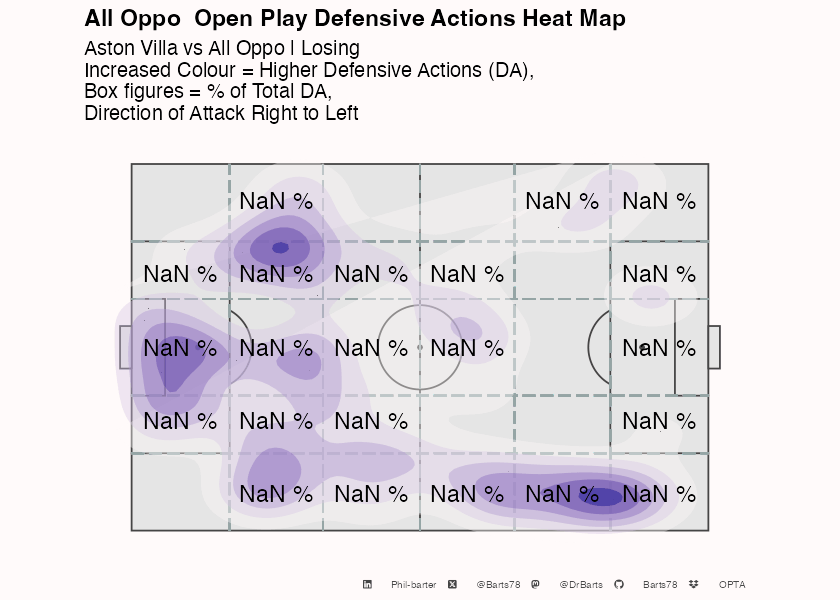 All Oppo  Open Play Defensive Actions Heat Map
Aston Villa vs All Oppo l Losing
Increased Colour = Higher Defensive Actions (DA),
Box figures = % of Total DA,
Direction of Attack Right to Left
NaN % NaN % NaN %
NaN % NaN % NaN % NaN % NaN %
NaN % NaN % NaN % NaN % NaN %
NaN % NaN % NaN % NaN %
NaN % NaN % NaN % NaN % NaN %
Phil-barter @Barts78 @DrBarts Barts78 OPTA